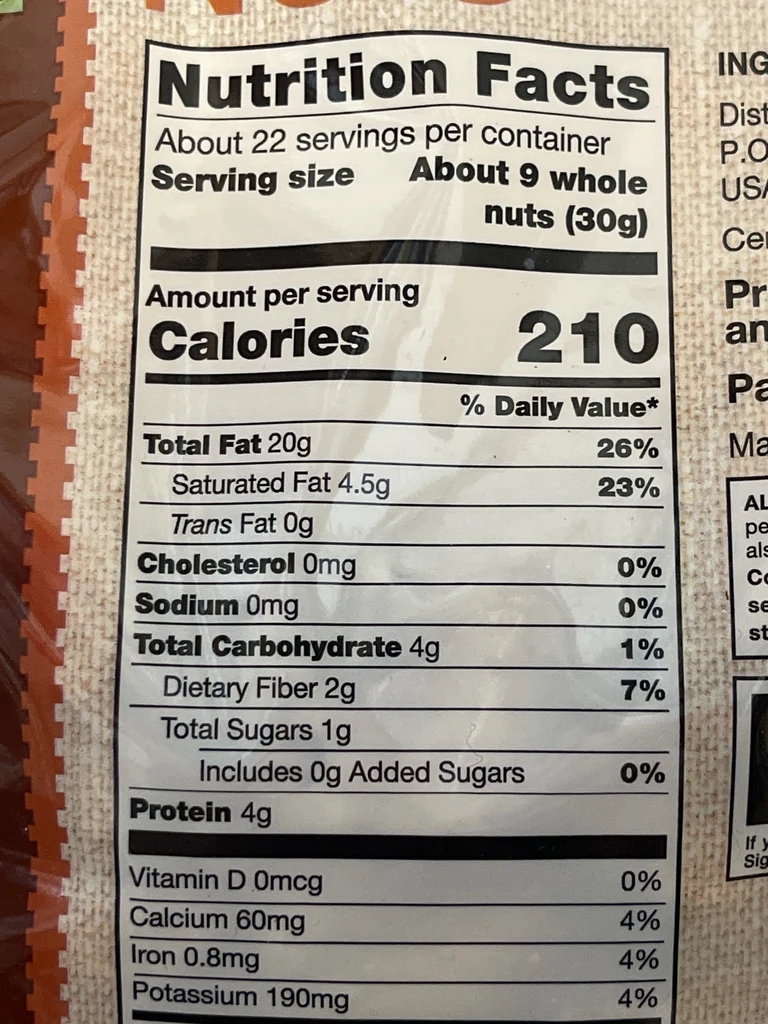 Nutrition Facts
About 22 servings per container
Serving size About 9 whole
nuts (30g)
Amount per serving
Calories 210
% Daily Value*
Total Fat 20g 26%
Saturated Fat 4.5g 23%
Trans Fat 0g
Cholesterol 0mg 0%
Sodium 0mg 0%
Total Carbohydrate 4g 1%
Dietary Fiber 2g 7%
Total Sugars 1g
Includes 0g Added Sugars 0%
Protein 4g
Vitamin D 0mcg 0%
Calcium 60mg 4%
Iron 0.8mg 4%
Potassium 190mg 4%
ING
Dist
P.O
USA
Cer
Pr
an
Pa
Ma
AL
pe
als
Co
se
st
If y
Sig